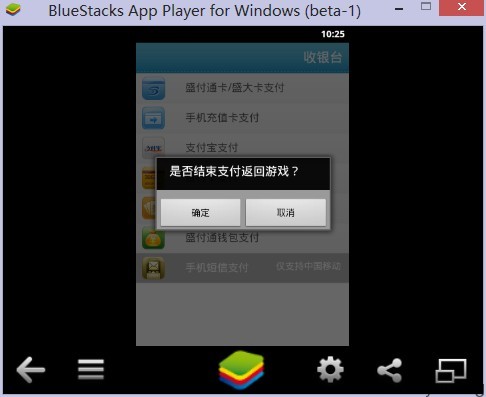 BlueStacks App Player for Windows (beta-1)
10:25
收银台
盛付通卡/盛大卡支付
手机充值卡支付
支付宝支付
是否结束支付返回游戏？
确定
取消
盛付通钱包支付
手机短信支付
仅支持中国移动